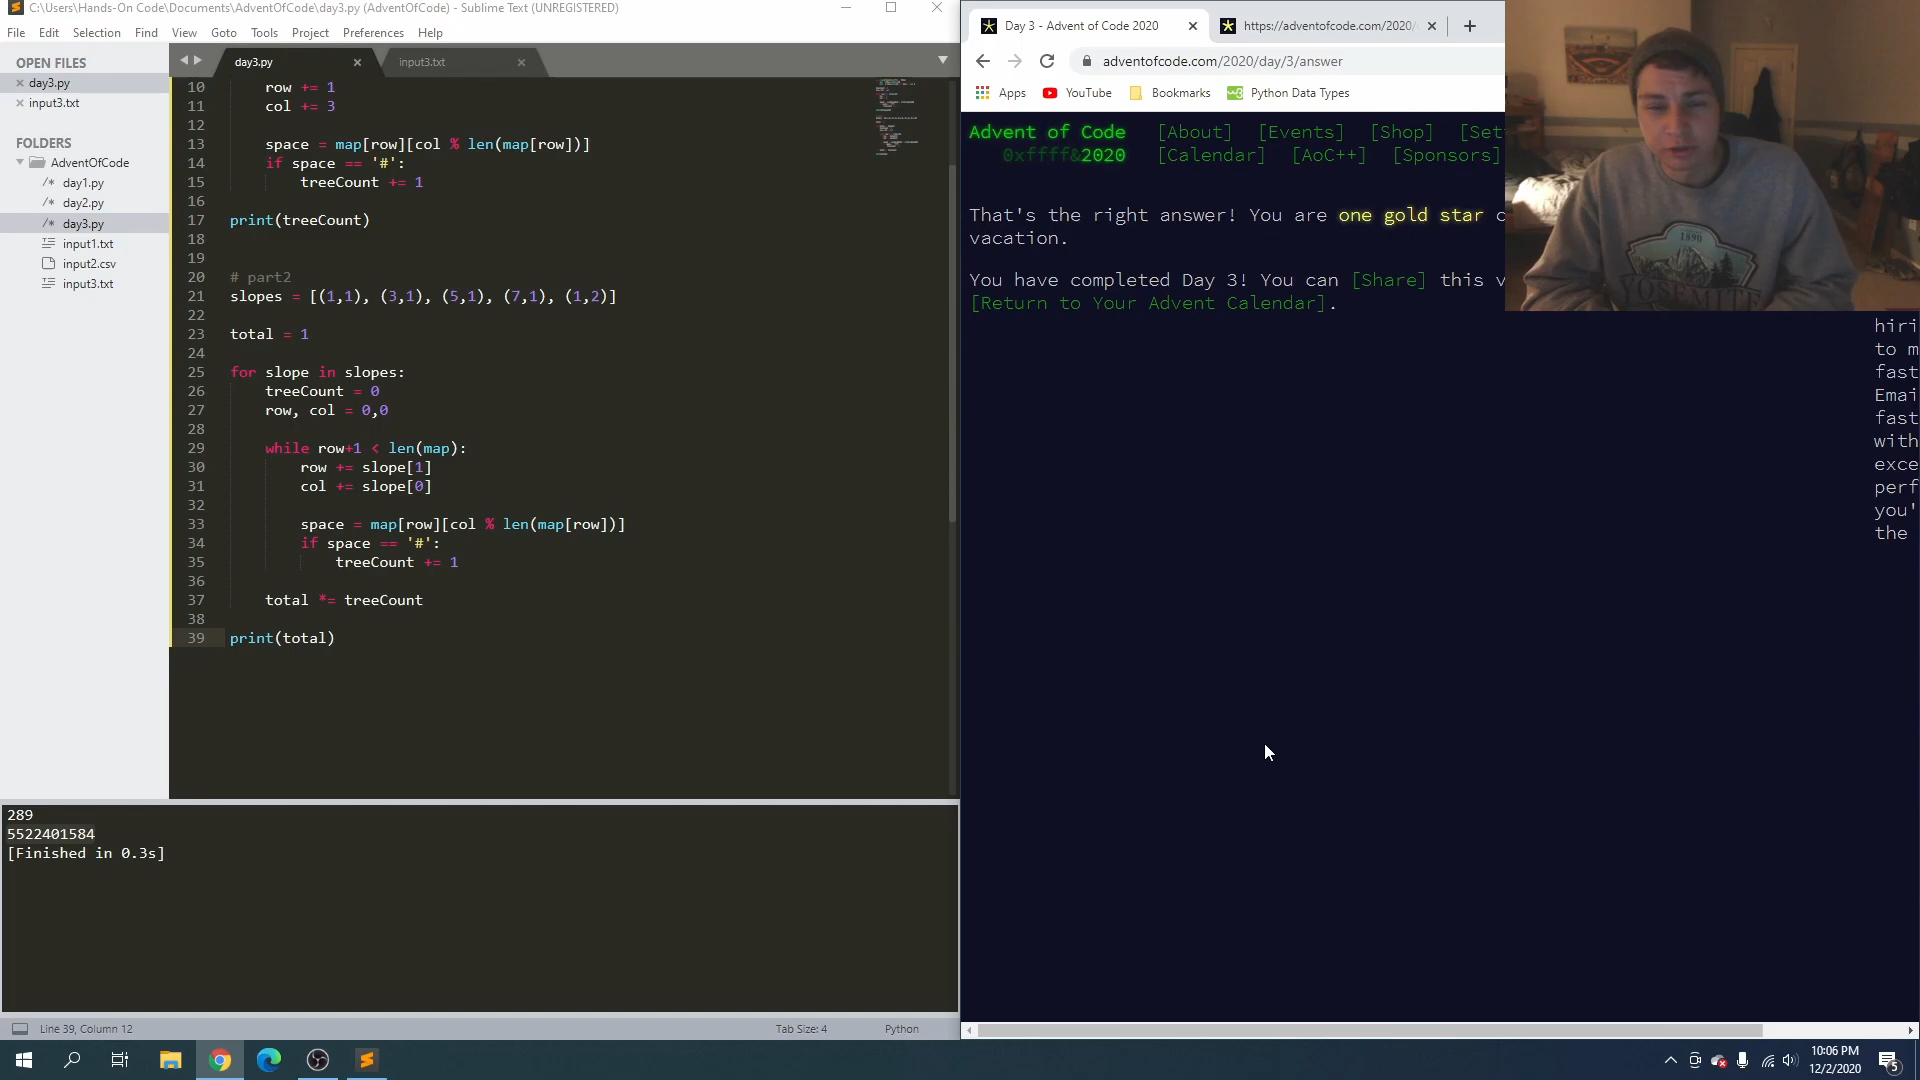 C:\Users\Hands-On Code\Documents\AdventOfCode\day3.py (AdventOfCode) - Sublime Text (UNREGISTERED)
File Edit Selection Find View Goto Tools Project Preferences Help
OPEN FILES
day3.py
input3.txt
FOLDERS
AdventOfCode
day1.py
day2.py
day3.py
input1.txt
input2.csv
input3.txt
day3.py input3.txt
10 row += 1
11 col += 3
12
13 space = map[row][col % len(map[row])]
14 if space == '#':
15 treeCount += 1
16
17 print(treeCount)
18
19
20 # part2
21 slopes = [(1,1), (3,1), (5,1), (7,1), (1,2)]
22
23 total = 1
24
25 for slope in slopes:
26 treeCount = 0
27 row, col = 0,0
28
29 while row+1 < len(map):
30 row += slope[1]
31 col += slope[0]
32
33 space = map[row][col % len(map[row])]
34 if space == '#':
35 treeCount += 1
36
37 total *= treeCount
38
39 print(total)
289
5522401584
[Finished in 0.3s]
Line 39, Column 12 Tab Size: 4 Python
Day 3 - Advent of Code 2020 https://adventofcode.com/2020/
adventofcode.com/2020/day/3/answer
Apps YouTube Bookmarks Python Data Types
Advent of Code [About] [Events] [Shop] [Set
0xffff&2020 [Calendar] [AoC++] [Sponsors]
That's the right answer! You are one gold star c
vacation.
You have completed Day 3! You can [Share] this v
[Return to Your Advent Calendar].
hiri
to m
fast
Emai
fast
with
exce
perf
you'
the
1890
YOSEMITE
10:06 PM
12/2/2020
5